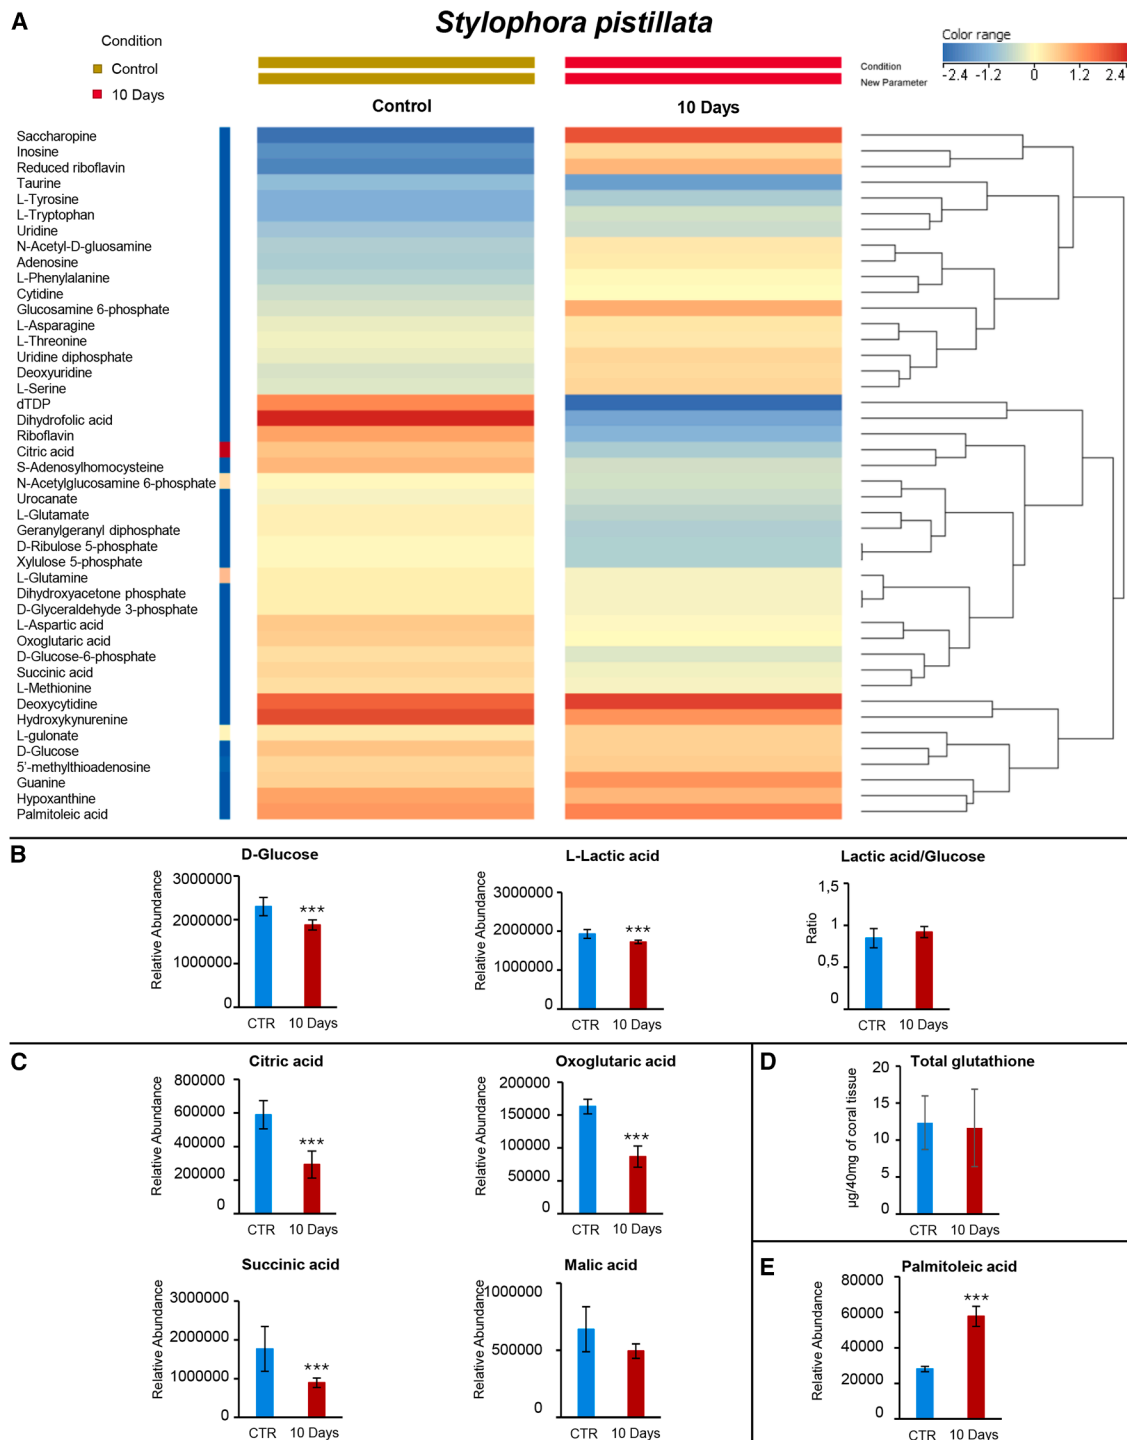 A
Stylophora pistillata
Condition
Control
10 Days
Color range
-2.4 -1.2 0 1.2 2.4
Condition
New Parameter
Control
10 Days
Saccharopine
Inosine
Reduced riboflavin
Taurine
L-Tyrosine
L-Tryptophan
Uridine
N-Acetyl-D-gluosamine
Adenosine
L-Phenylalanine
Cytidine
Glucosamine 6-phosphate
L-Asparagine
L-Threonine
Uridine diphosphate
Deoxyuridine
L-Serine
dTDP
Dihydrofolic acid
Riboflavin
Citric acid
S-Adenosylhomocysteine
N-Acetylglucosamine 6-phosphate
Urocanate
L-Glutamate
Geranylgeranyl diphosphate
D-Ribulose 5-phosphate
Xylulose 5-phosphate
L-Glutamine
Dihydroxyacetone phosphate
D-Glyceraldehyde 3-phosphate
L-Aspartic acid
Oxoglutaric acid
D-Glucose-6-phosphate
Succinic acid
L-Methionine
Deoxycytidine
Hydroxykynurenine
L-gulonate
D-Glucose
5'-methylthioadenosine
Guanine
Hypoxanthine
Palmitoleic acid
B
D-Glucose
Relative Abundance
3000000
2000000
1000000
0
***
CTR 10 Days
L-Lactic acid
Relative Abundance
3000000
2000000
1000000
0
***
CTR 10 Days
Lactic acid/Glucose
Ratio
1,5
1
0,5
0
CTR 10 Days
C
Citric acid
Relative Abundance
800000
600000
400000
200000
0
***
CTR 10 Days
Oxoglutaric acid
Relative Abundance
200000
150000
100000
50000
0
***
CTR 10 Days
Succinic acid
Relative Abundance
3000000
2000000
1000000
0
***
CTR 10 Days
Malic acid
Relative Abundance
1000000
500000
0
CTR 10 Days
D
Total glutathione
µg/40mg of coral tissue
20
15
10
5
0
CTR 10 Days
E
Palmitoleic acid
Relative Abundance
80000
60000
40000
20000
0
***
CTR 10 Days